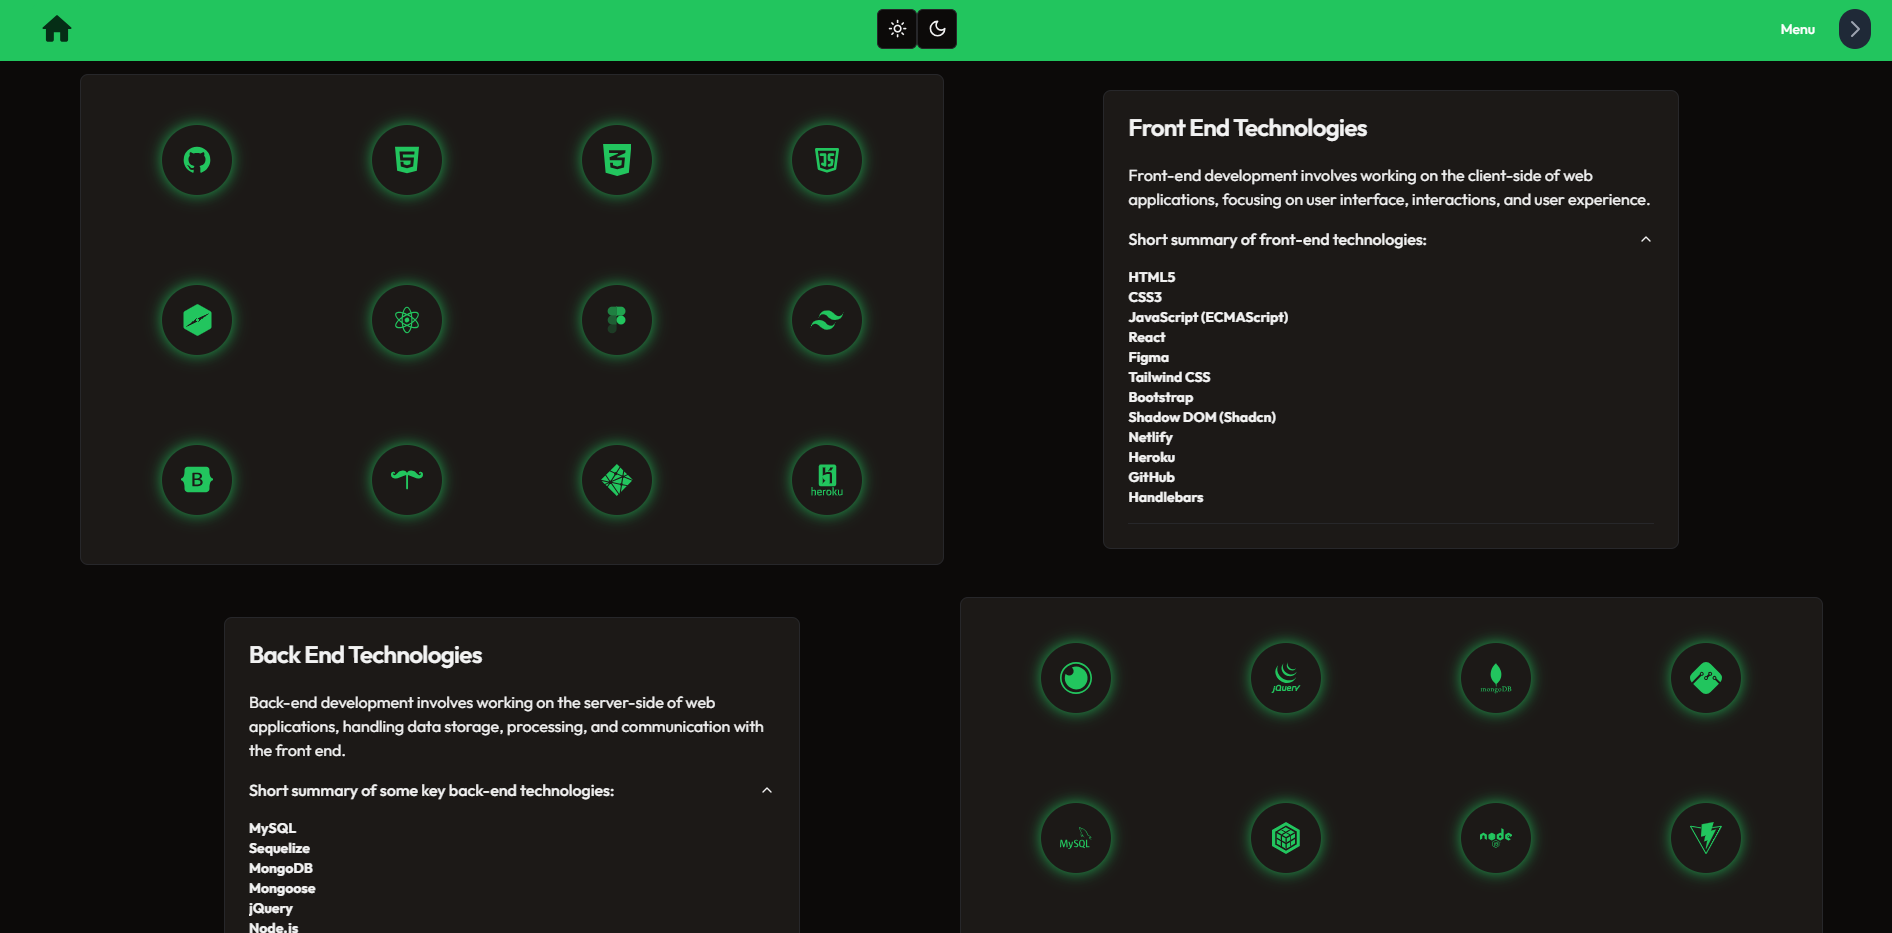 Menu
Front End Technologies
Front-end development involves working on the client-side of web
applications, focusing on user interface, interactions, and user experience.
Short summary of front-end technologies:
HTML5
CSS3
JavaScript (ECMAScript)
React
Figma
Tailwind CSS
Bootstrap
Shadow DOM (Shadcn)
Netlify
Heroku
GitHub
Handlebars
5
3
JS
B
heroku
Back End Technologies
Back-end development involves working on the server-side of web
applications, handling data storage, processing, and communication with
the front end.
Short summary of some key back-end technologies:
MySQL
Sequelize
MongoDB
Mongoose
jQuery
Node.js
jQuery
mongoDB
MySQL
node